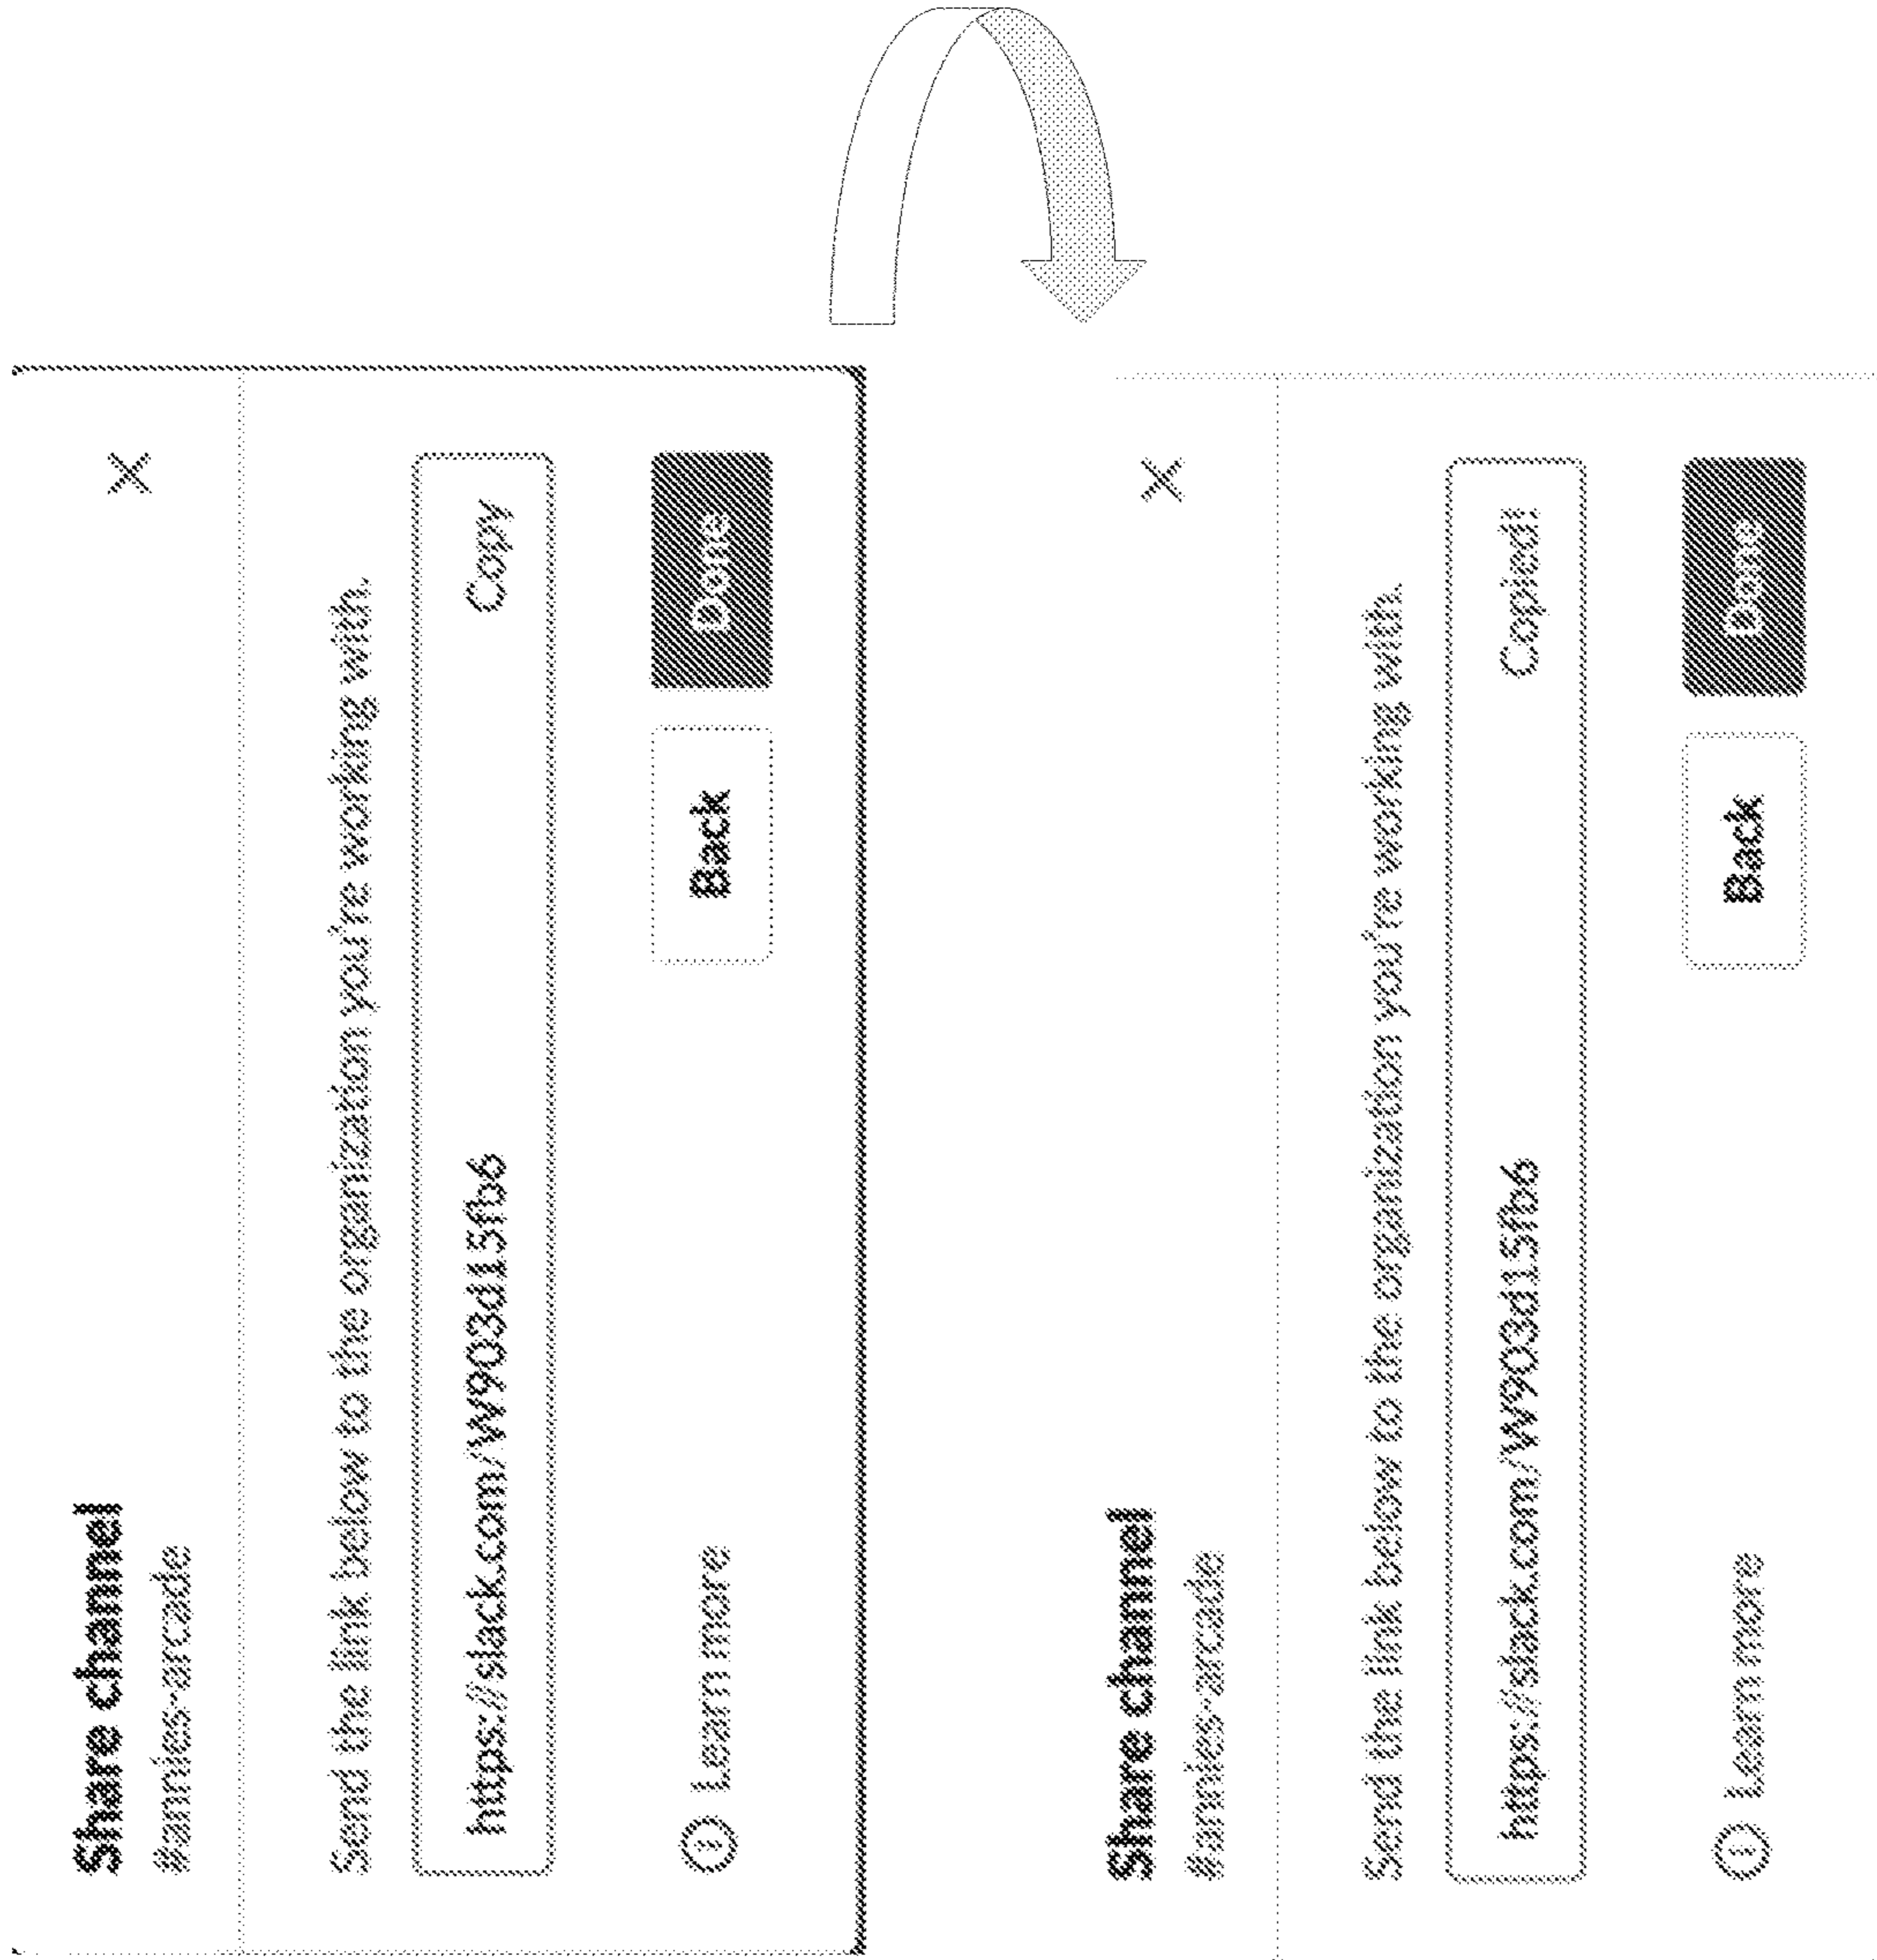 Share channel
#annies-arcade
Send the link below to the organization you're working with.
https://slack.com/W903d15fb6 Copy
Learn more Back Done
Share channel
#annies-arcade
Send the link below to the organization you're working with.
https://slack.com/W903d15fb6 Copied!
Learn more Back Done